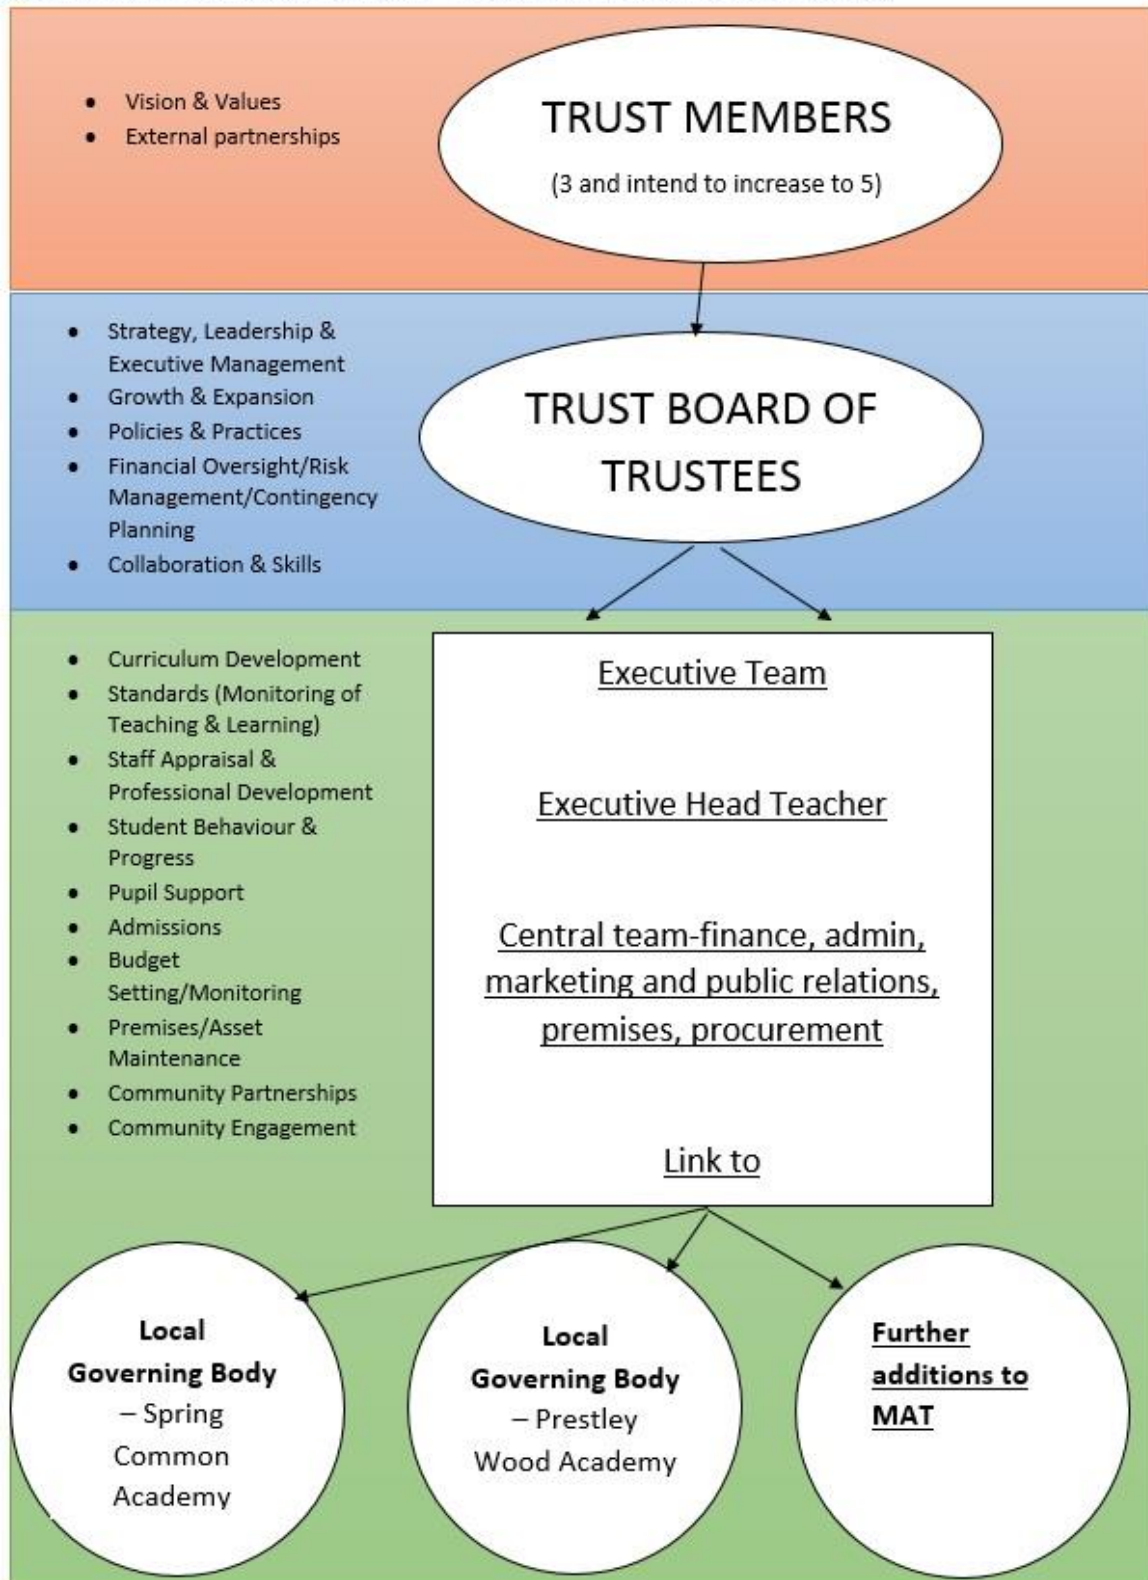 • Vision & Values
• External partnerships
TRUST MEMBERS
(3 and intend to increase to 5)
• Strategy, Leadership &
Executive Management
• Growth & Expansion
• Policies & Practices
• Financial Oversight/Risk
Management/Contingency
Planning
• Collaboration & Skills
TRUST BOARD OF
TRUSTEES
• Curriculum Development
• Standards (Monitoring of
Teaching & Learning)
• Staff Appraisal &
Professional Development
• Student Behaviour &
Progress
• Pupil Support
• Admissions
• Budget
Setting/Monitoring
• Premises/Asset
Maintenance
• Community Partnerships
• Community Engagement
Executive Team
Executive Head Teacher
Central team-finance, admin,
marketing and public relations,
premises, procurement
Link to
Local
Governing Body
– Spring
Common
Academy
Local
Governing Body
– Prestley
Wood Academy
Further
additions to
MAT